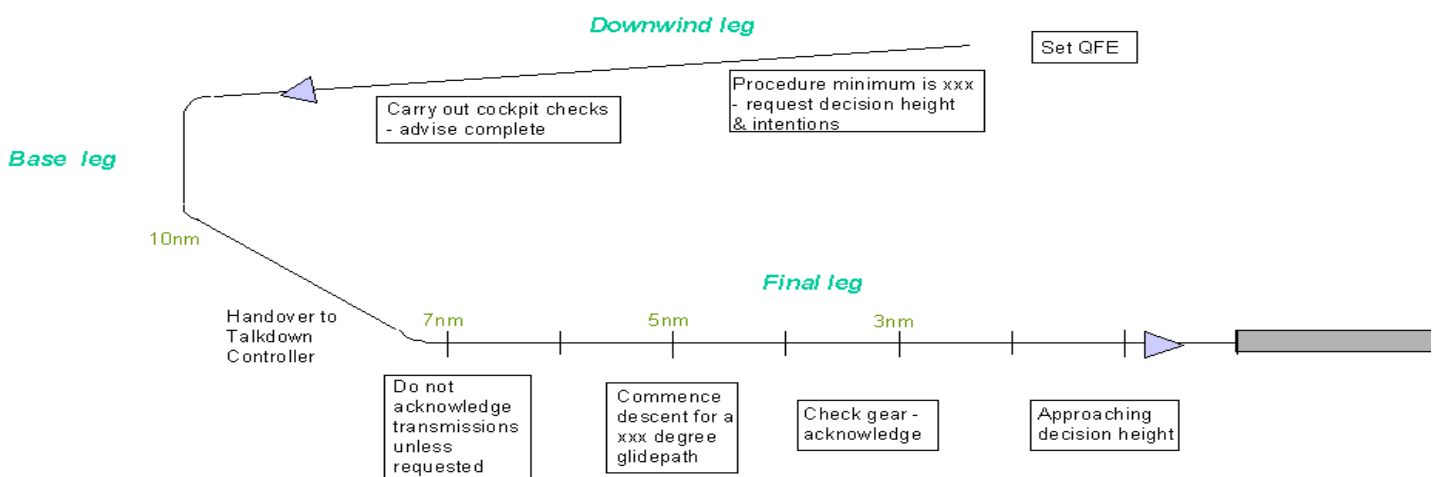 Downwind leg
Set QFE
Procedure minimum is xxx
- request decision height
& intentions
Carry out cockpit checks
- advise complete
Base leg
10nm
Final leg
Handover to
Talkdown
Controller
7nm
5nm
3nm
Do not
acknowledge
transmissions
unless
requested
Commence
descent for a
xxx degree
glidepath
Check gear -
acknowledge
Approaching
decision height